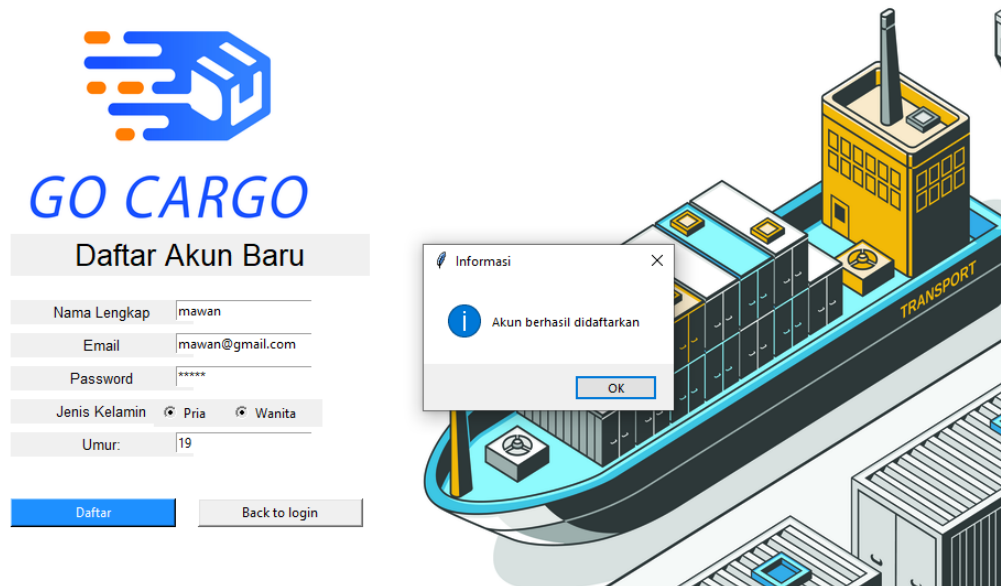 GO CARGO
Daftar Akun Baru
Nama Lengkap mawan
Email mawan@gmail.com
Password *****
Jenis Kelamin Pria Wanita
Umur: 19
Daftar Back to login
Informasi
Akun berhasil didaftarkan
OK
TRANSPORT